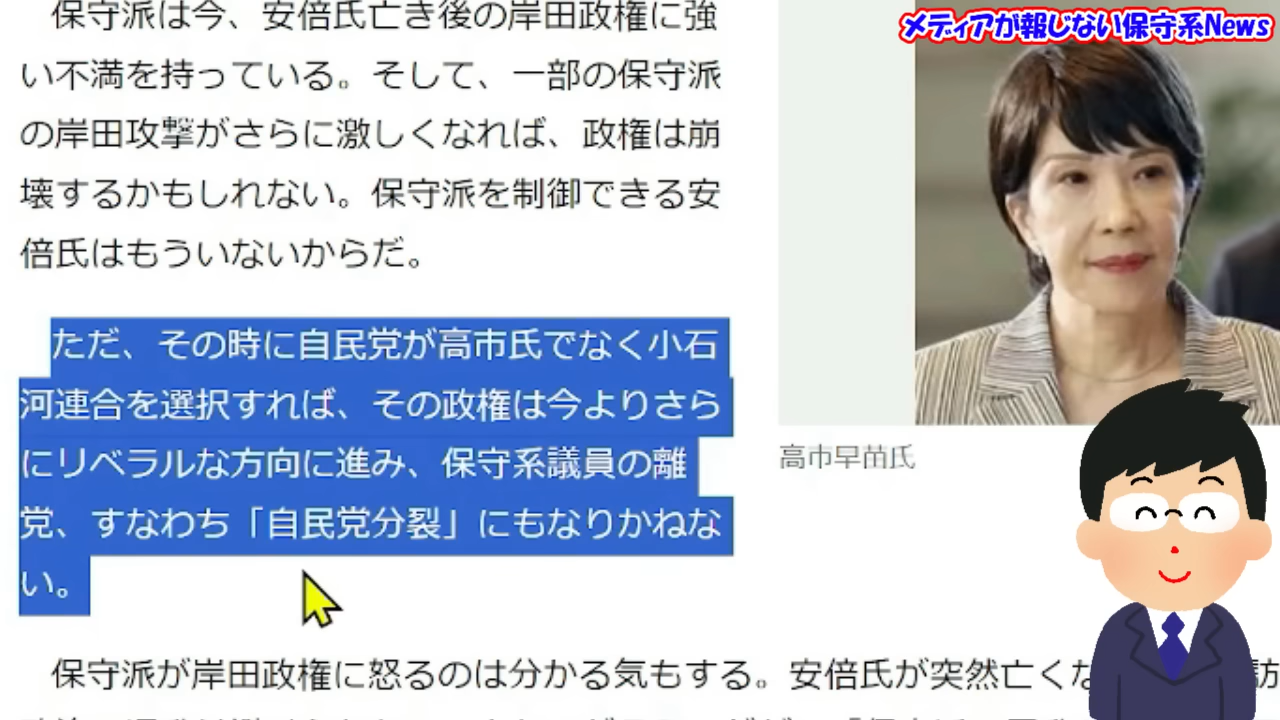 メディアが報じない保守系News
保守派は今、安倍氏亡き後の岸田政権に強
い不満を持っている。そして、一部の保守派
の岸田攻撃がさらに激しくなれば、政権は崩
壊するかもしれない。保守派を制御できる安
倍氏はもういないからだ。
ただ、その時に自民党が高市氏でなく小石
河連合を選択すれば、その政権は今よりさら
にリベラルな方向に進み、保守系議員の離
党、すなわち「自民党分裂」にもなりかねな
い。
高市早苗氏
保守派が岸田政権に怒るのは分かる気もする。安倍氏が突然亡くな
訪